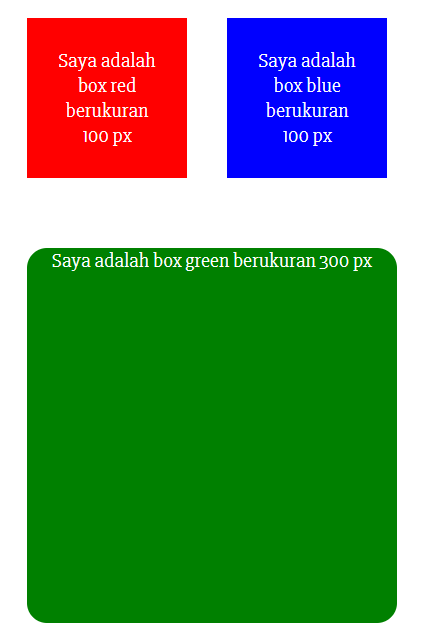 Saya adalah
box red
berukuran
100 px
Saya adalah
box blue
berukuran
100 px
Saya adalah box green berukuran 300 px